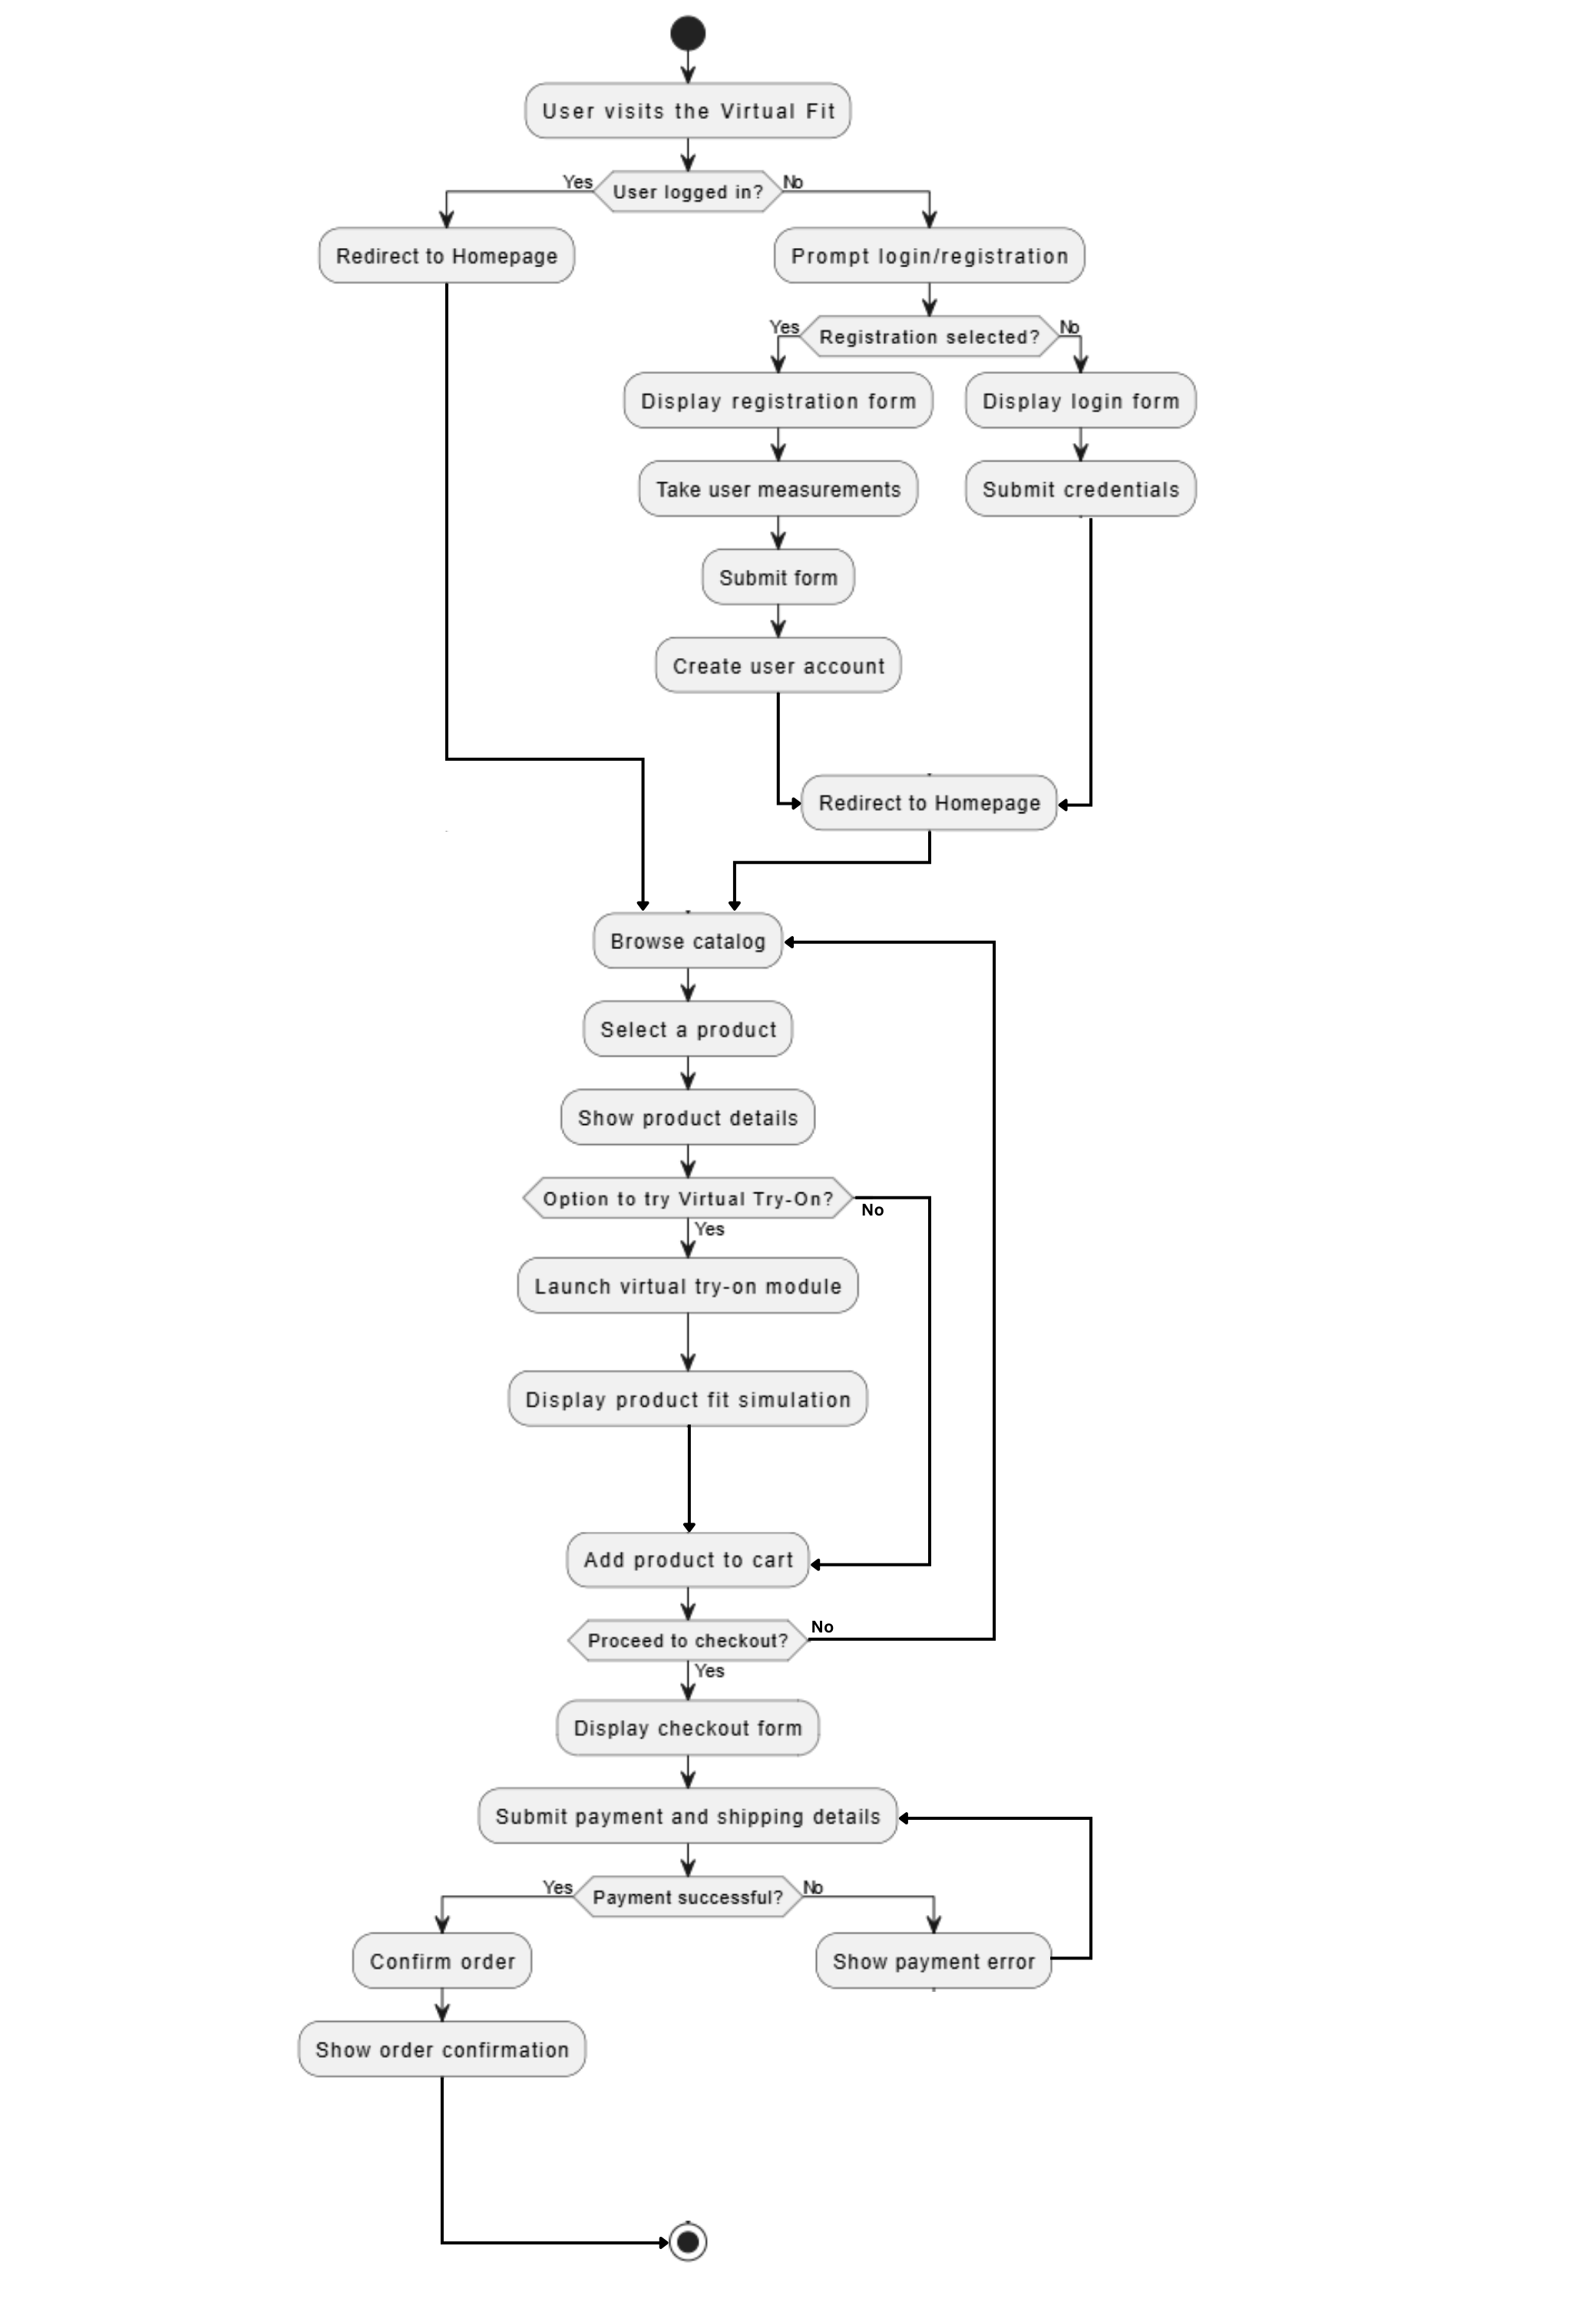 User visits the Virtual Fit
Yes
User logged in?
No
Redirect to Homepage
Prompt login/registration
Yes
Registration selected?
No
Display registration form
Display login form
Take user measurements
Submit credentials
Submit form
Create user account
Redirect to Homepage
Browse catalog
Select a product
Show product details
Option to try Virtual Try-On?
No
Yes
Launch virtual try-on module
Display product fit simulation
Add product to cart
Proceed to checkout?
No
Yes
Display checkout form
Submit payment and shipping details
Yes
Payment successful?
No
Confirm order
Show payment error
Show order confirmation